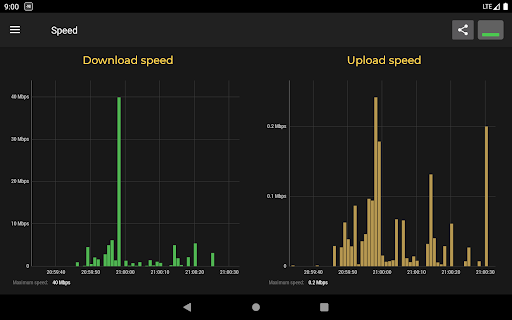 9:00
LTE
Speed
Download speed
Upload speed
40 Mbps
30 Mbps
20 Mbps
10 Mbps
0
20:59:40
20:59:50
21:00:00
21:00:10
21:00:20
21:00:30
0.2 Mbps
0.1 Mbps
0
20:59:40
20:59:50
21:00:00
21:00:10
21:00:20
21:00:30
Maximum speed: 40 Mbps
Maximum speed: 0.2 Mbps